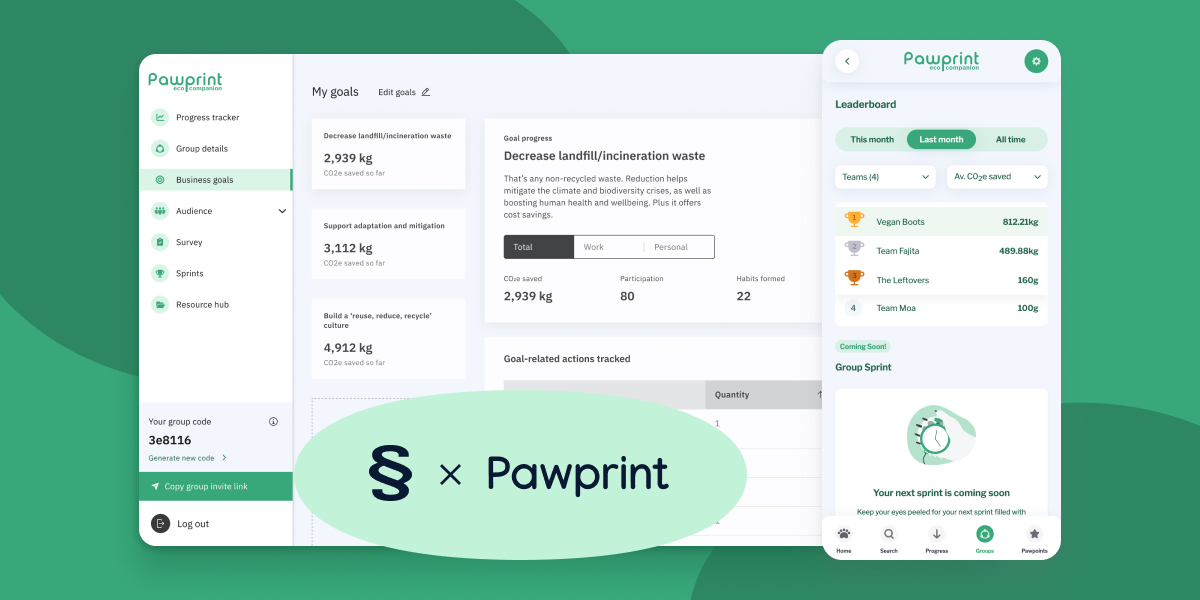 Pawprint
eco companion
Progress tracker
Group details
Business goals
Audience
Survey
Sprints
Resource hub
Your group code
3e8116
Generate new code
Copy group invite link
Log out
My goals
Edit goals
Decrease landfill/incineration waste
2,939 kg
CO2e saved so far
Support adaptation and mitigation
3,112 kg
CO2e saved so far
Build a ‘reuse, reduce, recycle’
culture
4,912 kg
CO2e saved so far
Goal progress
Decrease landfill/incineration waste
That’s any non-recycled waste. Reduction helps
mitigate the climate and biodiversity crises, as well as
boosting human health and wellbeing. Plus it offers
cost savings.
Total Work Personal
CO₂e saved Participation Habits formed
2,939 kg 80 22
Goal-related actions tracked
Quantity
1
§ × Pawprint
Pawprint
eco companion
Leaderboard
This month Last month All time
Teams (4) Av. CO₂e saved
1 Vegan Boots 812.21kg
2 Team Fajita 489.88kg
3 The Leftovers 160g
4 Team Moa 100g
Coming Soon!
Group Sprint
Your next sprint is coming soon
Keep your eyes peeled for your next sprint filled with
Home Search Progress Groups Pawpoints